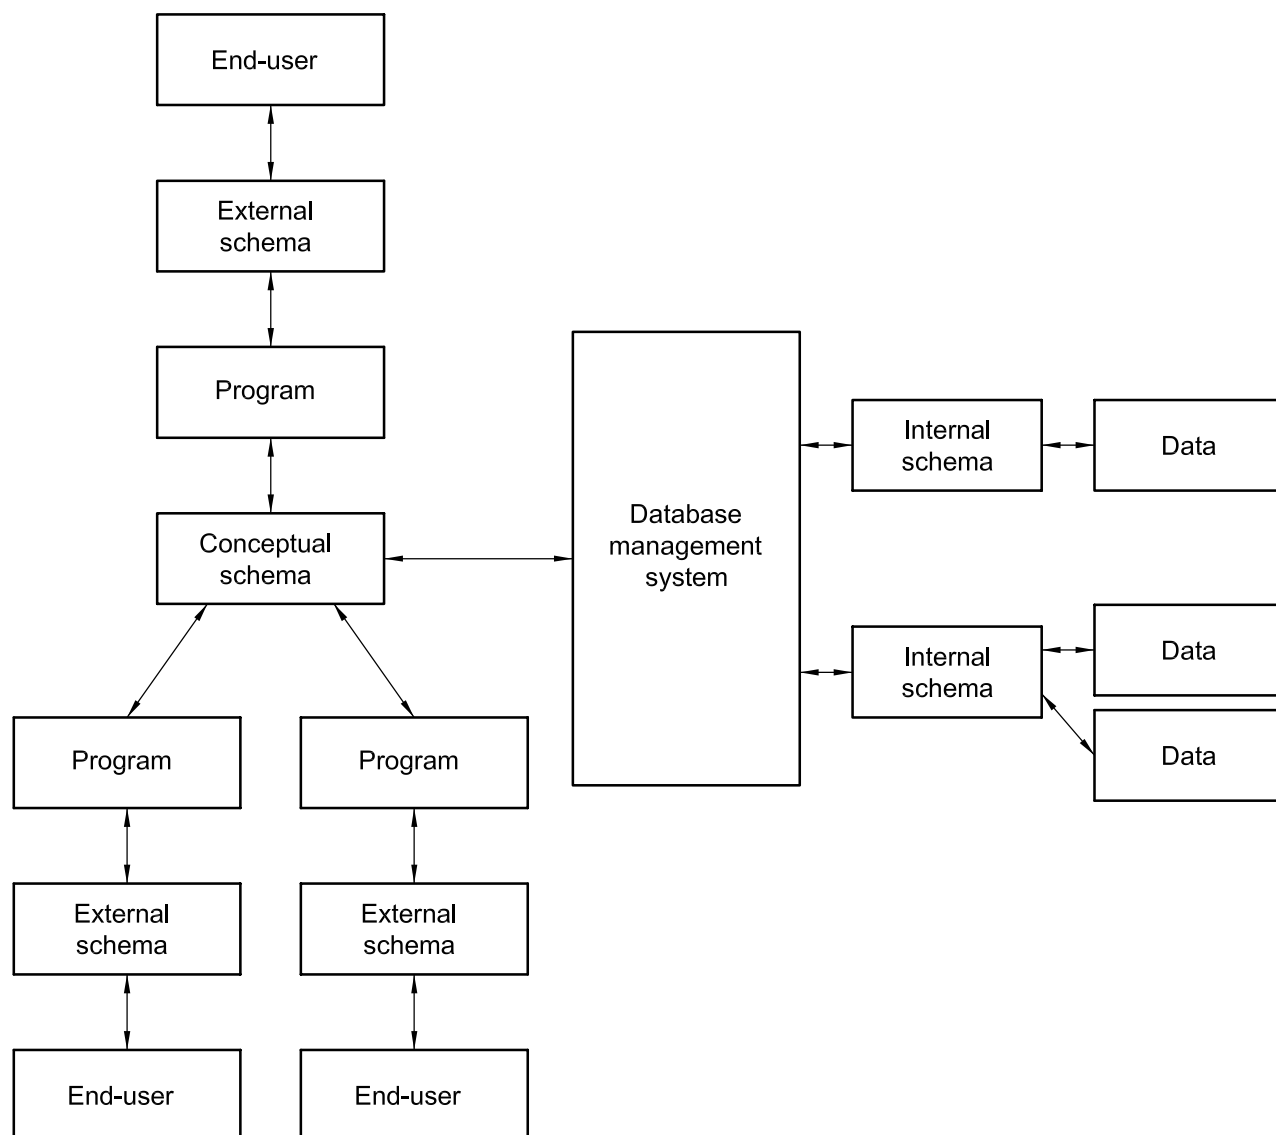 End-user
External
schema
Program
Conceptual
schema
Database
management
system
Internal
schema
Data
Internal
schema
Data
Data
Program
Program
External
schema
External
schema
End-user
End-user